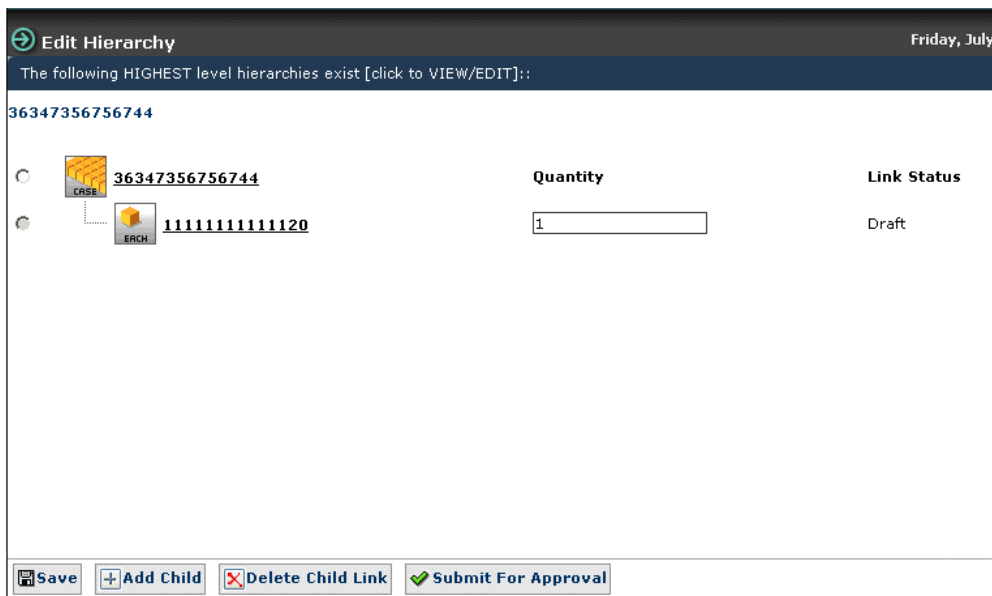 Edit Hierarchy Friday, July
The following HIGHEST level hierarchies exist [click to VIEW/EDIT]::
36347356756744
CASE 36347356756744 Quantity Link Status
EACH 11111111111120 1 Draft
Save Add Child Delete Child Link Submit For Approval